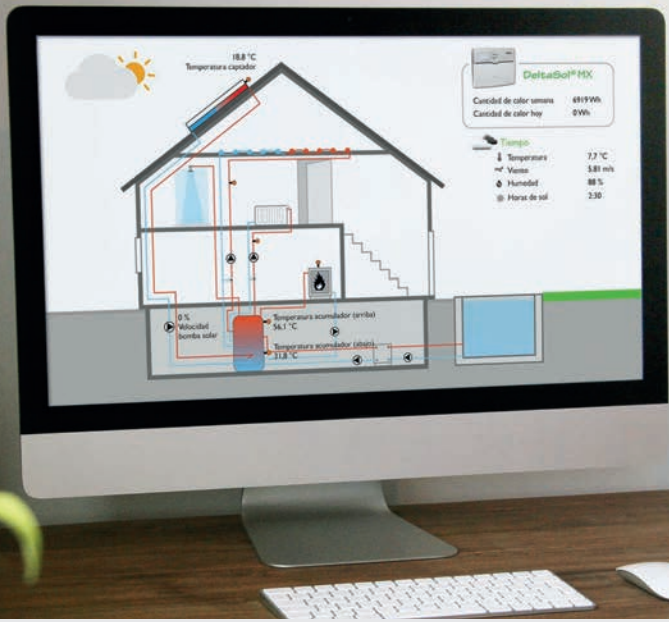 18.8 °C
Temperatura captador
DeltaSol® MX
Cantidad de calor semana 6919 Wh
Cantidad de calor hoy 0 Wh
Tiempo
Temperatura 7,7 °C
Viento 5.81 m/s
Humedad 88 %
Horas de sol 2:30
0 %
Velocidad
bomba solar
Temperatura acumulador (arriba)
56,1 °C
Temperatura acumulador (abajo)
31,8 °C